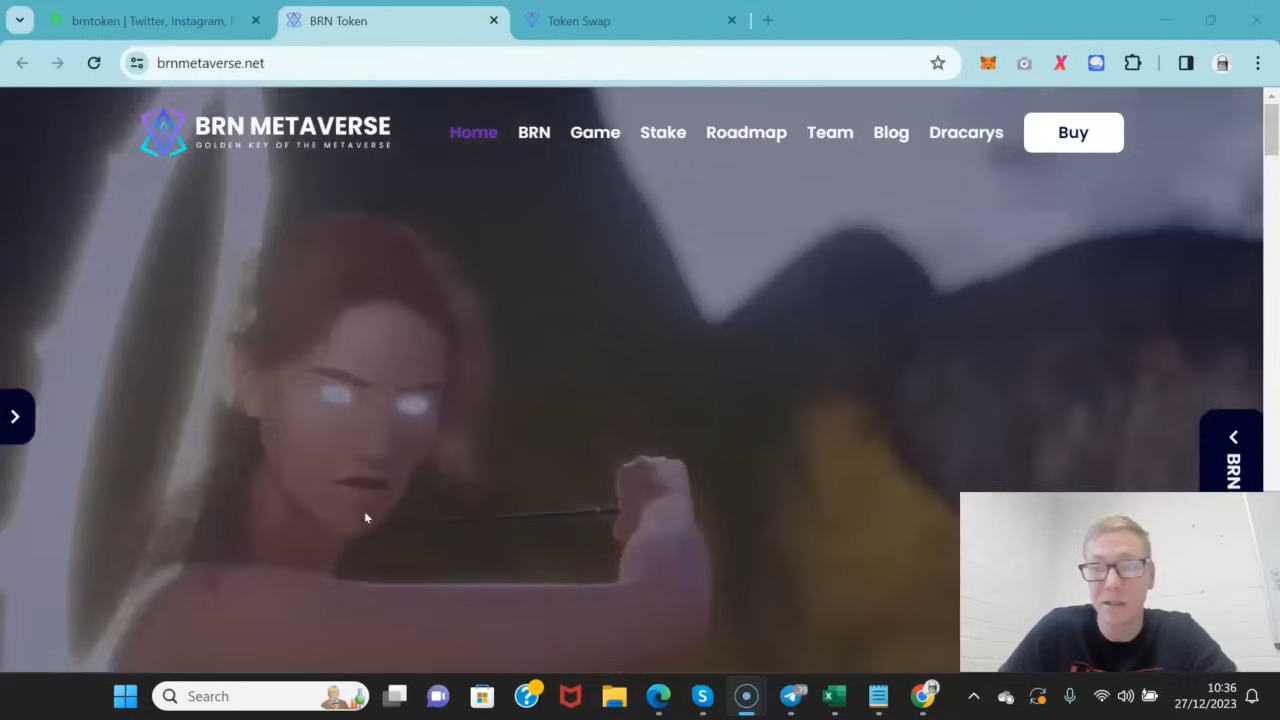 brntoken | Twitter, Instagram, F
BRN Token
Token Swap
brnmetaverse.net
BRN METAVERSE
GOLDEN KEY OF THE METAVERSE
Home
BRN
Game
Stake
Roadmap
Team
Blog
Dracarys
Buy
BRN
Search
39
10:36
27/12/2023